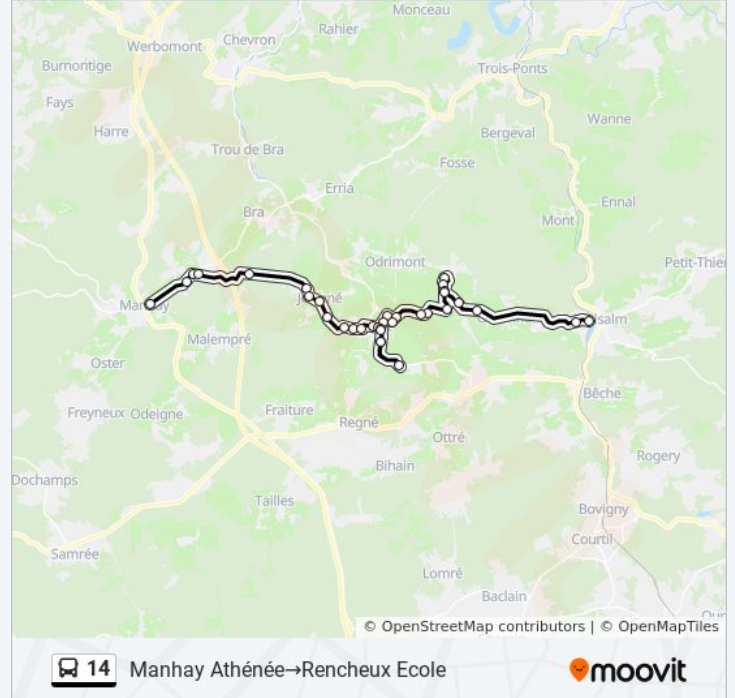 Monceau
Rahier
Chevron
Werbomont
Bumontige
Trois-Ponts
Fays
Wanne
Harre
Bergeval
Trou de Bra
Fosse
Erria
Ennal
Bra
Mont
Odrimont
Petit-Thier
Malempré
Oster
Bêche
Freyneux
Odeigne
Fraiture
Regné
Ottré
Rogery
Bihain
Dochamps
Tailles
Bovigny
Courtil
Samrée
Lomré
Baclain
© OpenStreetMap contributors | © OpenMapTiles
14 Manhay Athénée→Rencheux Ecole moovit